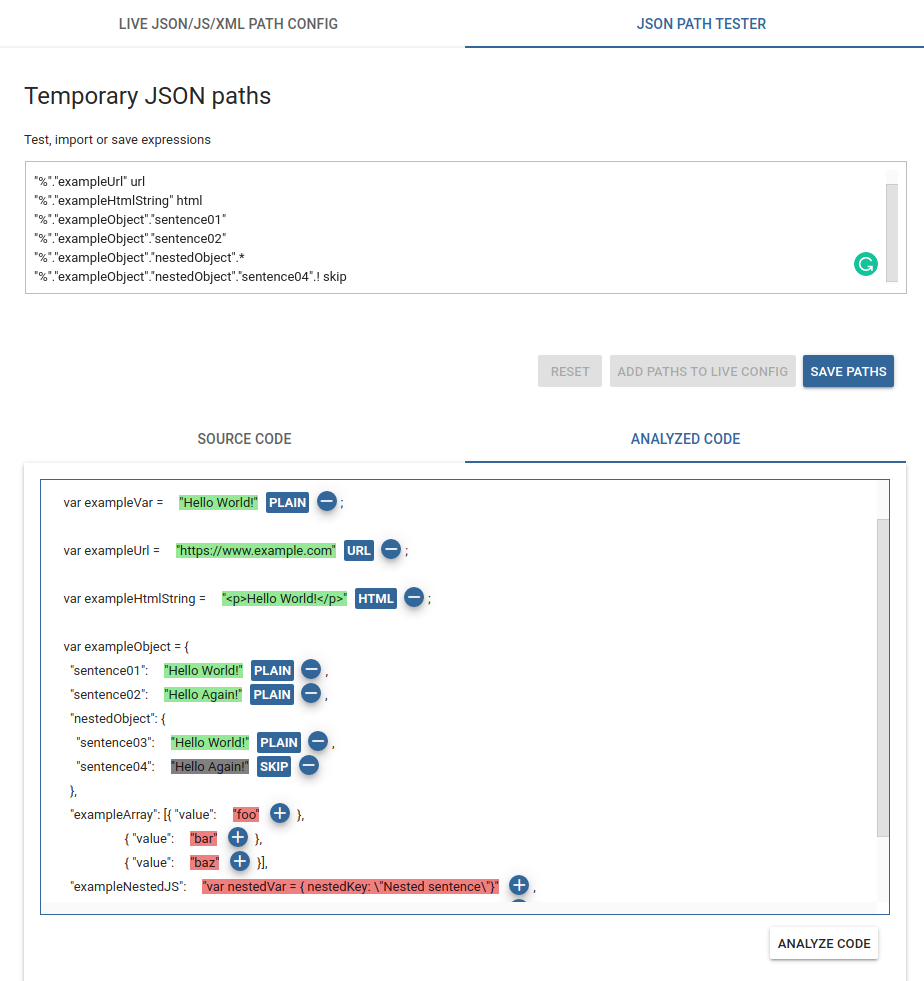 LIVE JSON/JS/XML PATH CONFIG
JSON PATH TESTER
Temporary JSON paths
Test, import or save expressions
"%"."exampleUrl" url
"%"."exampleHtmlString" html
"%"."exampleObject"."sentence01"
"%"."exampleObject"."sentence02"
"%"."exampleObject"."nestedObject".*
"%"."exampleObject"."nestedObject"."sentence04".! skip
RESET
ADD PATHS TO LIVE CONFIG
SAVE PATHS
SOURCE CODE
ANALYZED CODE
var exampleVar = "Hello World!" PLAIN ;
var exampleUrl = "https://www.example.com" URL ;
var exampleHtmlString = "<p>Hello World!</p>" HTML ;
var exampleObject = {
"sentence01": "Hello World!" PLAIN ,
"sentence02": "Hello Again!" PLAIN ,
"nestedObject": {
"sentence03": "Hello World!" PLAIN ,
"sentence04": "Hello Again!" SKIP
},
"exampleArray": [{ "value": "foo" },
{ "value": "bar" },
{ "value": "baz" }],
"exampleNestedJS": "var nestedVar = { nestedKey: \"Nested sentence\"}" ,
ANALYZE CODE